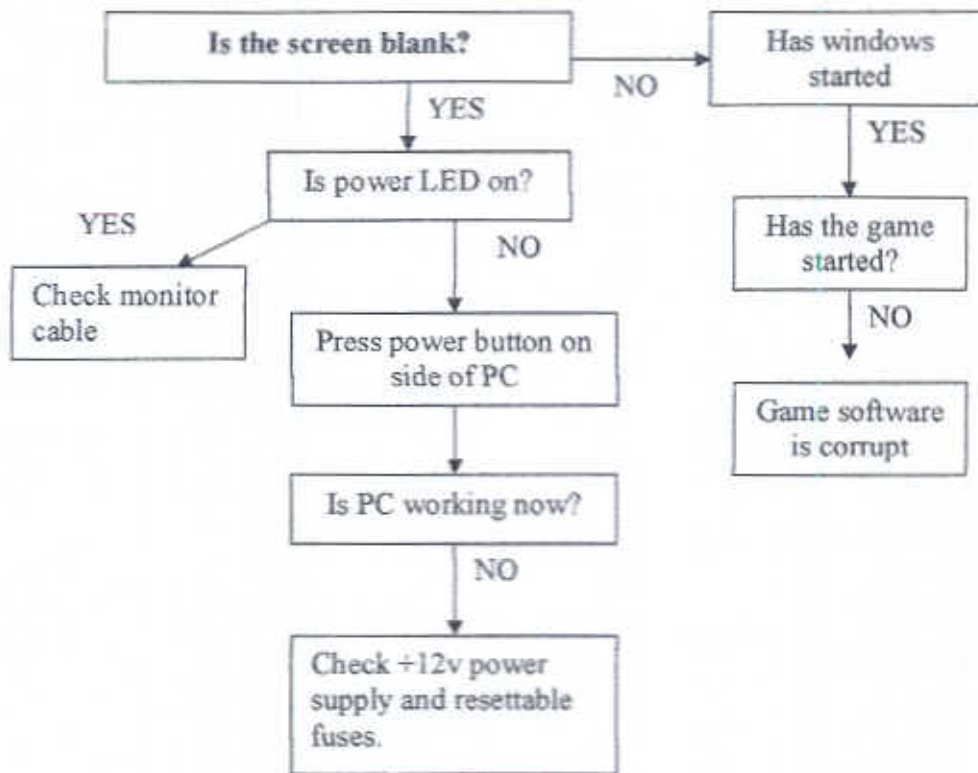 Is the screen blank?
Has windows
started
NO
YES
YES
Is power LED on?
YES
NO
Has the game
started?
Check monitor
cable
NO
Press power button on
side of PC
Game software
is corrupt
Is PC working now?
NO
Check +12v power
supply and resettable
fuses.